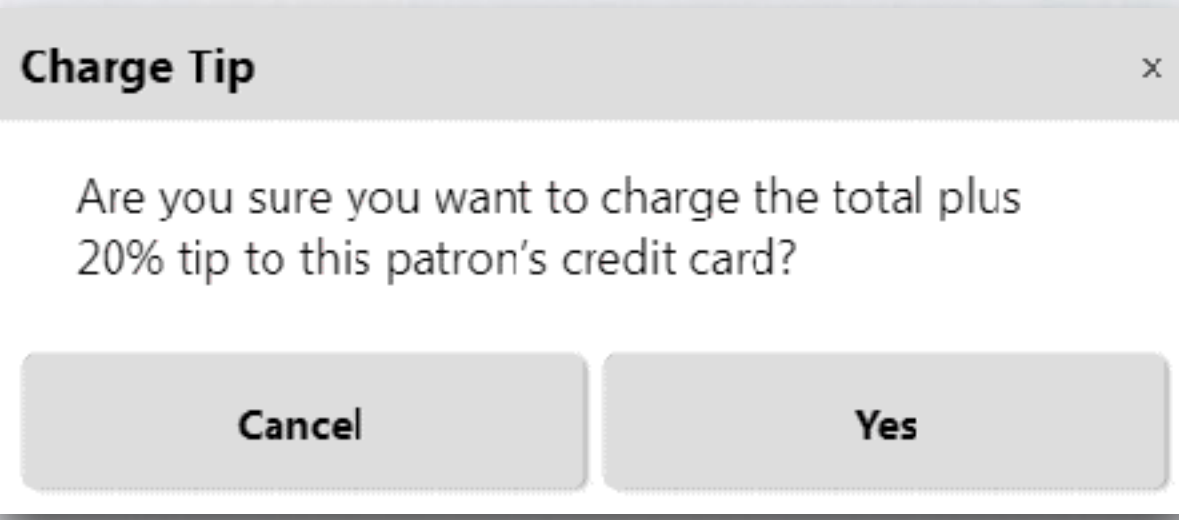 Charge Tip
x
Are you sure you want to charge the total plus
20% tip to this patron’s credit card?
Cancel
Yes